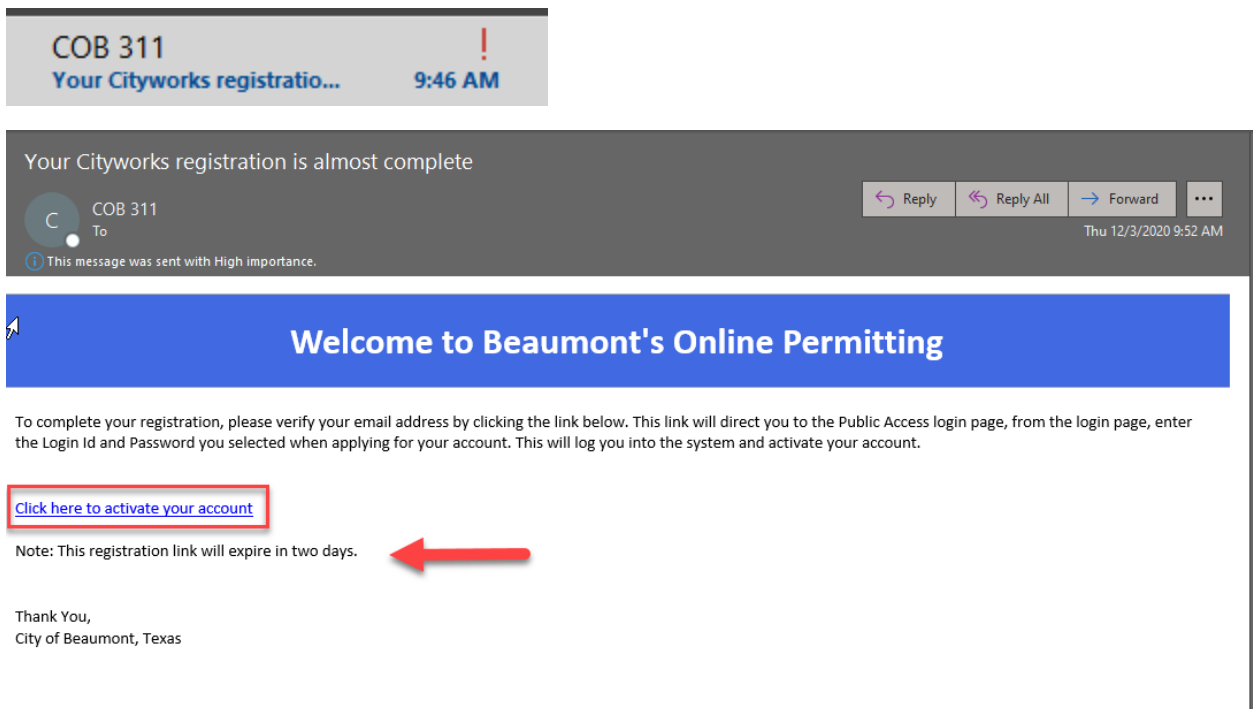 COB 311
!
Your Cityworks registratio...
9:46 AM
Your Cityworks registration is almost complete
C
COB 311
To
Reply
Reply All
Forward
...
Thu 12/3/2020 9:52 AM
This message was sent with High importance.
Welcome to Beaumont's Online Permitting
To complete your registration, please verify your email address by clicking the link below. This link will direct you to the Public Access login page, from the login page, enter
the Login Id and Password you selected when applying for your account. This will log you into the system and activate your account.
Click here to activate your account
Note: This registration link will expire in two days.
Thank You,
City of Beaumont, Texas